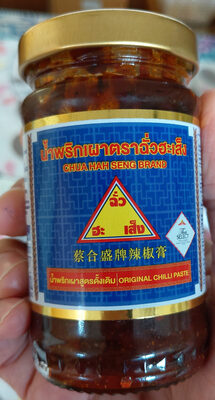 น้ำพริกเผาตราฉั่วฮะเส็ง
CHUA HAH SENG BRAND
ฉั่ว
ฮะ เส็ง
蔡合盛牌辣椒膏
น้ำพริกเผาสูตรดั้งเดิม ORIGINAL CHILLI PASTE